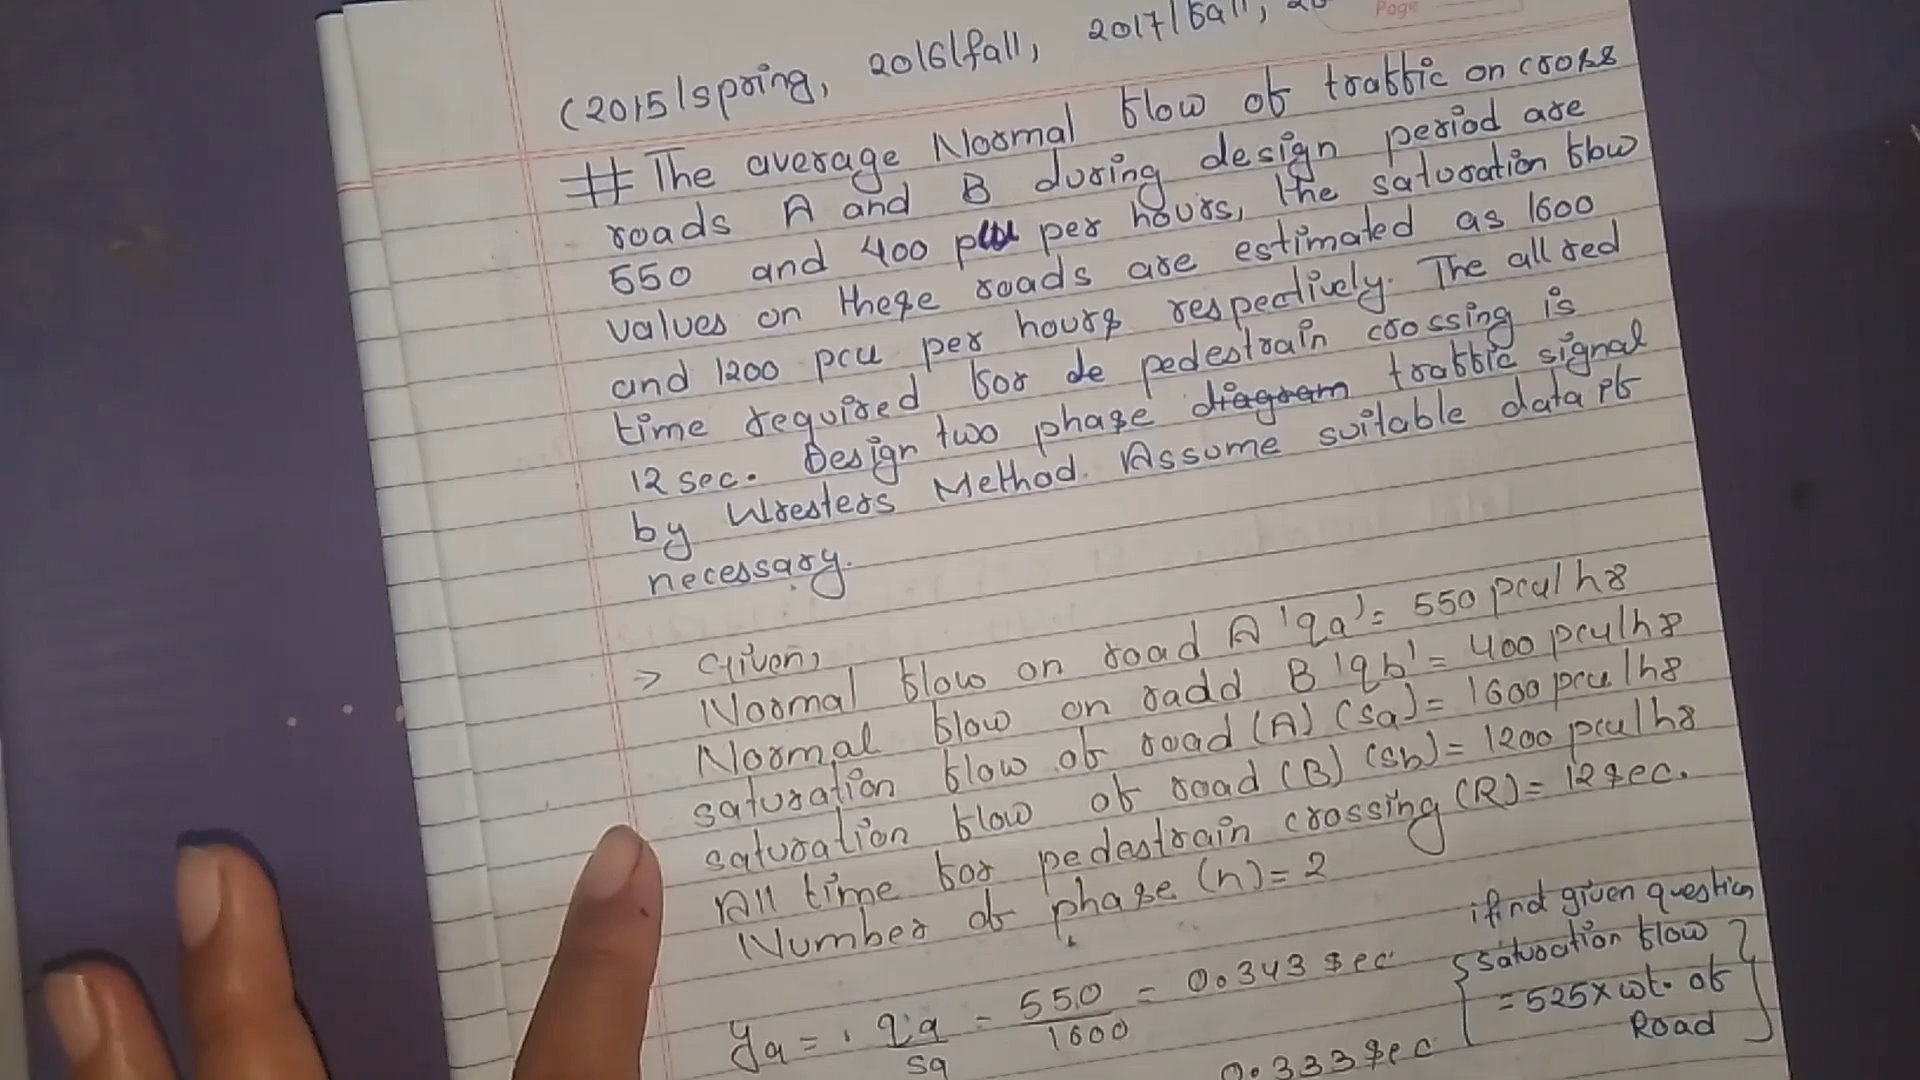 Page
(2015/spring, 2016/fall, 2017/fall,
# The average Normal flow of traffic on cross
roads A and B during design period are
550 and 400 pcu per hours, the saturation flow
values on these roads are estimated as 1600
and 1200 pcu per hours respectively. The all red
time required for de pedestrain crossing is
12 sec. Design two phase diagram traffic signal
by Wresters Method. Assume suitable data if
necessary.
> Given,
Normal flow on road A 'qa' = 550 pcu/hr
Normal flow on radd B 'qb' = 400 pcu/hr
saturation flow of road (A) (sa) = 1600 pcu/hr
saturation flow of road (B) (sb) = 1200 pcu/hr
All time for pedestrain crossing (R) = 12 sec.
Number of phase (n) = 2
ya = qa/sa = 550/1600 = 0.343 sec
if nd given question
{saturation flow
= 525 x wt. of
Road}
0.333 sec